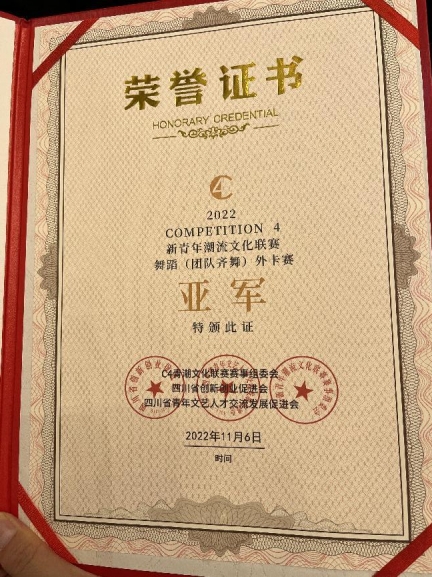 荣誉证书
HONORARY CREDENTIAL
C4
2022
COMPETITION 4
新青年潮流文化联赛
舞蹈（团队齐舞）外卡赛
亚军
特颁此证
C4青潮文化联赛赛事组委会
四川省创新创业促进会
四川省青年文艺人才交流发展促进会
2022年11月6日
时间